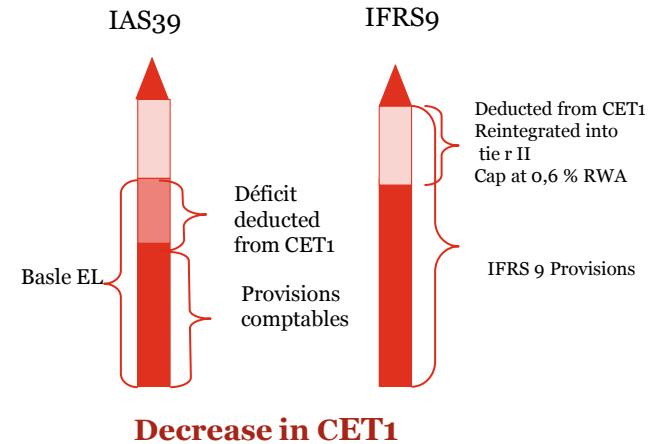 IAS39
IFRS9
Deducted from CET1
Reintegrated into
tie r II
Cap at 0,6 % RWA
Déficit
deducted
from CET1
Basle EL
IFRS 9 Provisions
Provisions
comptables
Decrease in CET1